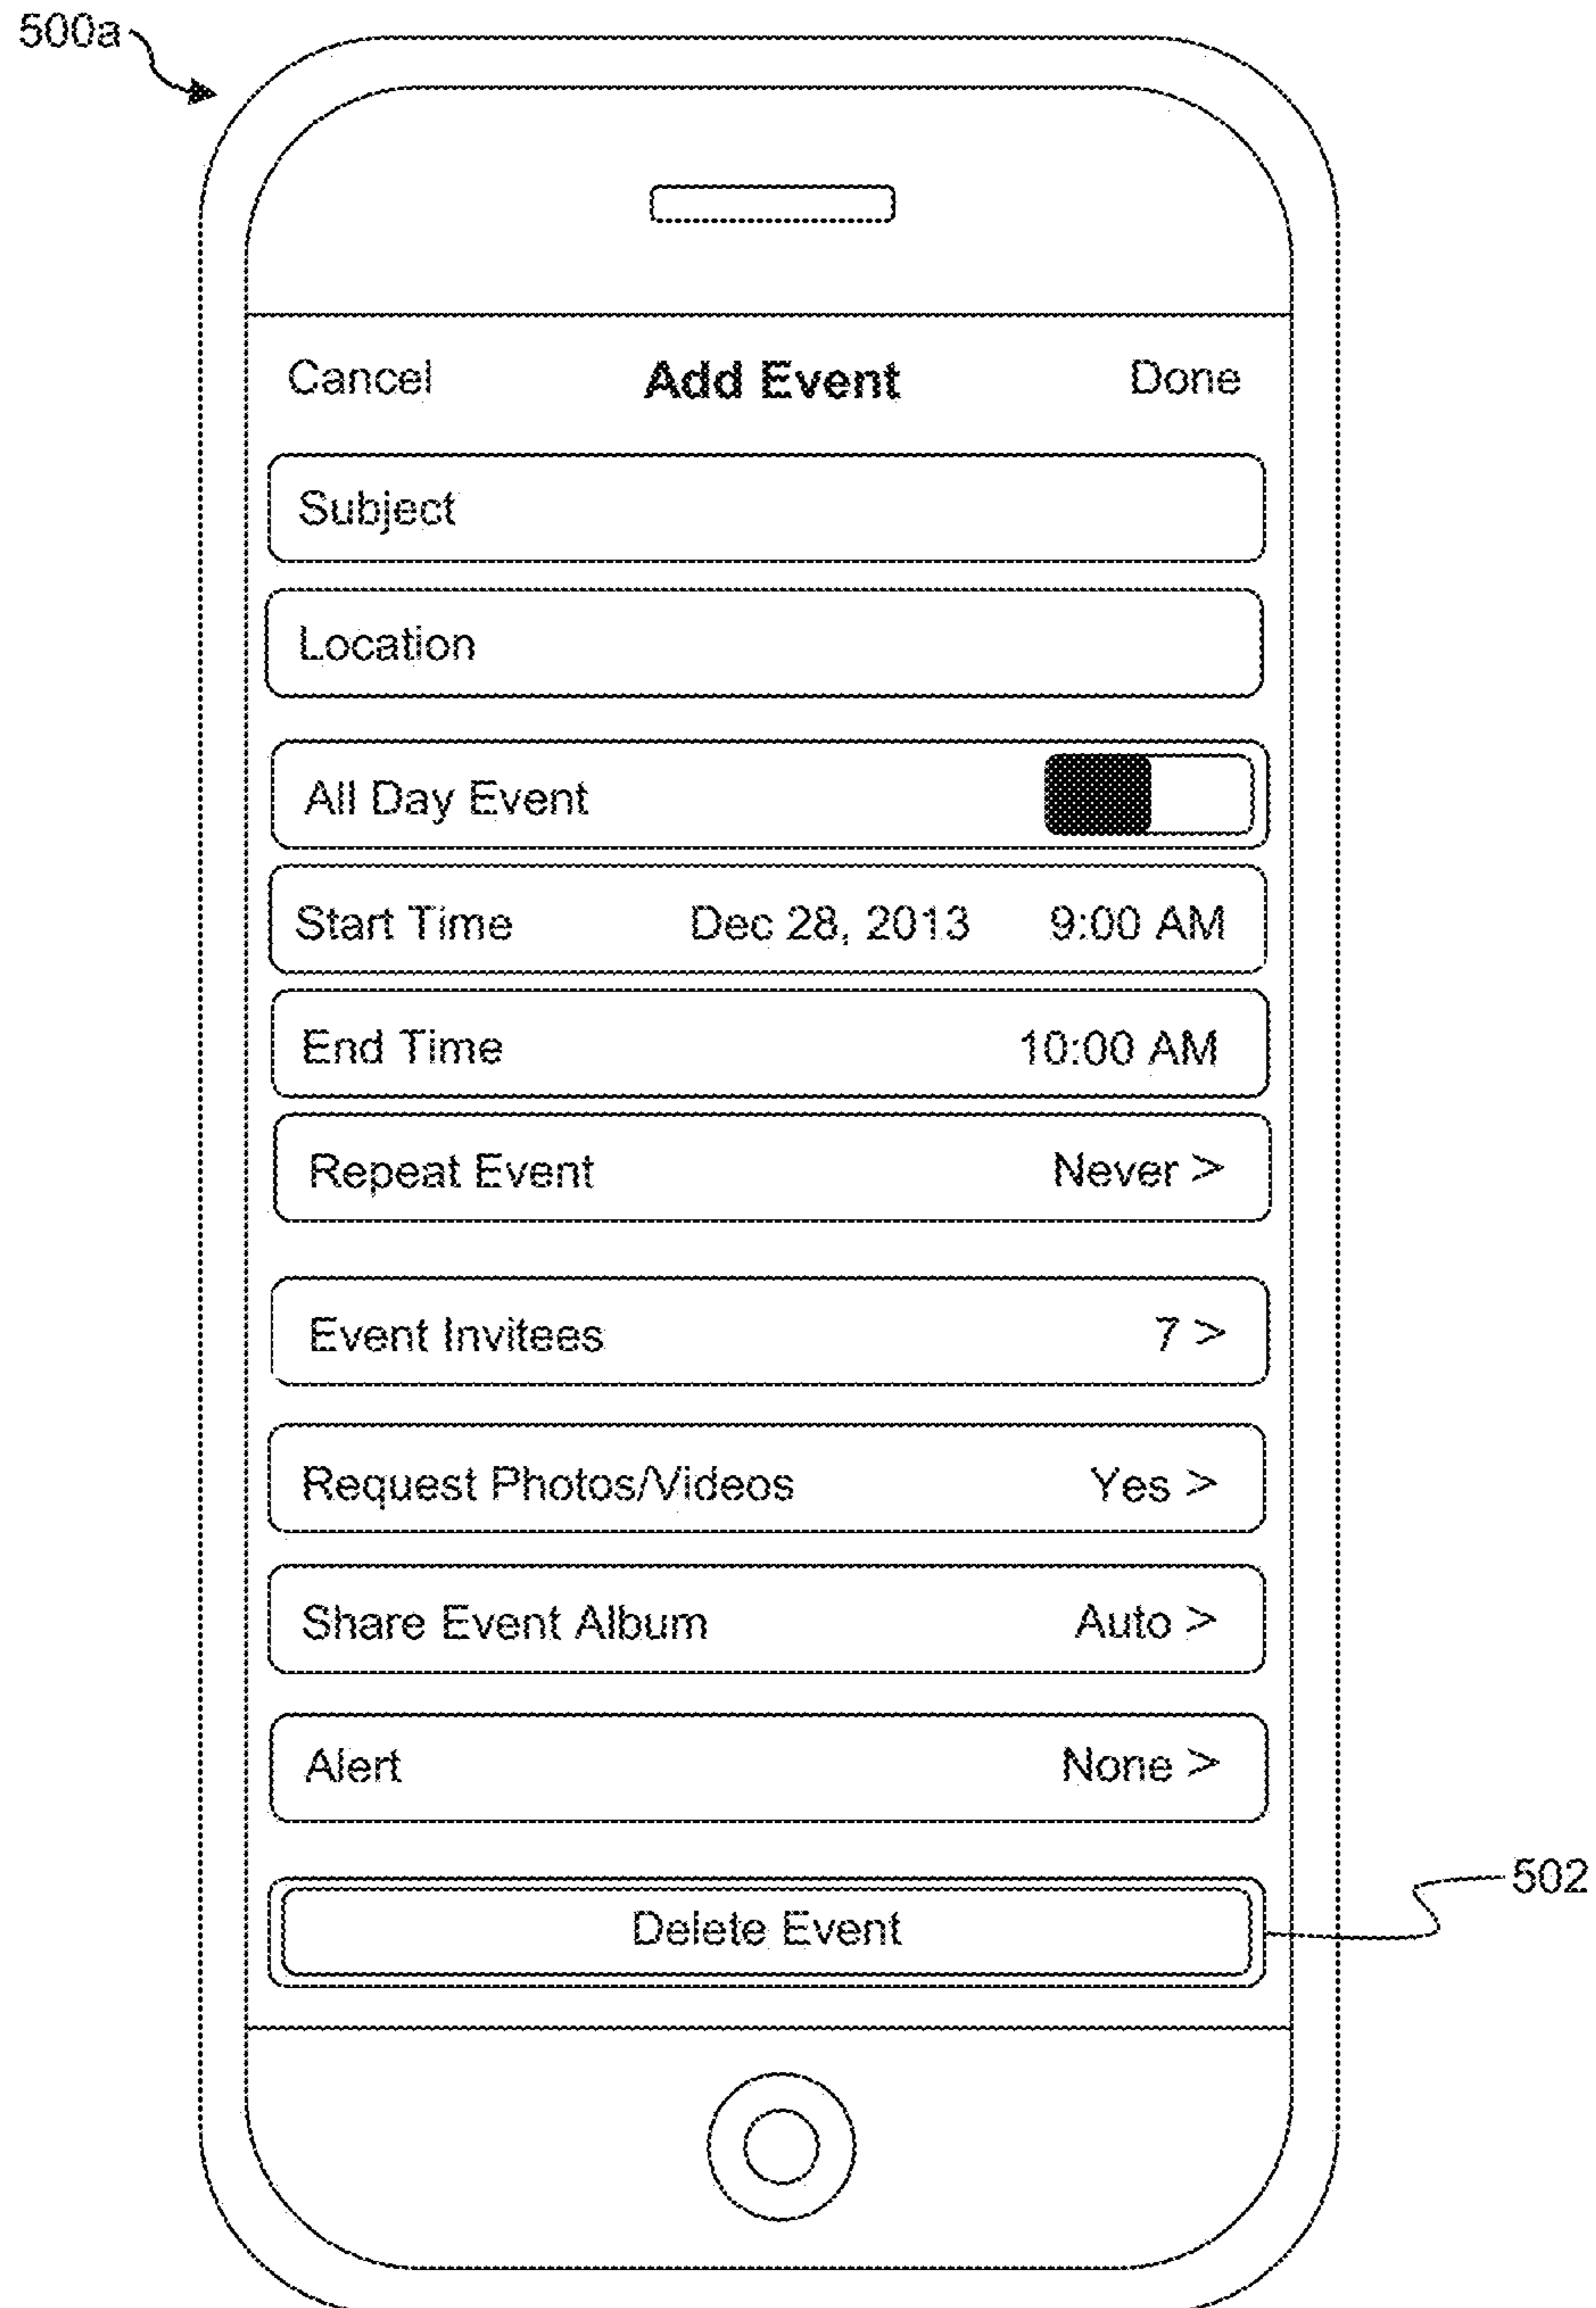 500a
Cancel Add Event Done
Subject
Location
All Day Event
Start Time Dec 28, 2013 9:00 AM
End Time 10:00 AM
Repeat Event Never >
Event Invitees 7 >
Request Photos/Videos Yes >
Share Event Album Auto >
Alert None >
Delete Event
502